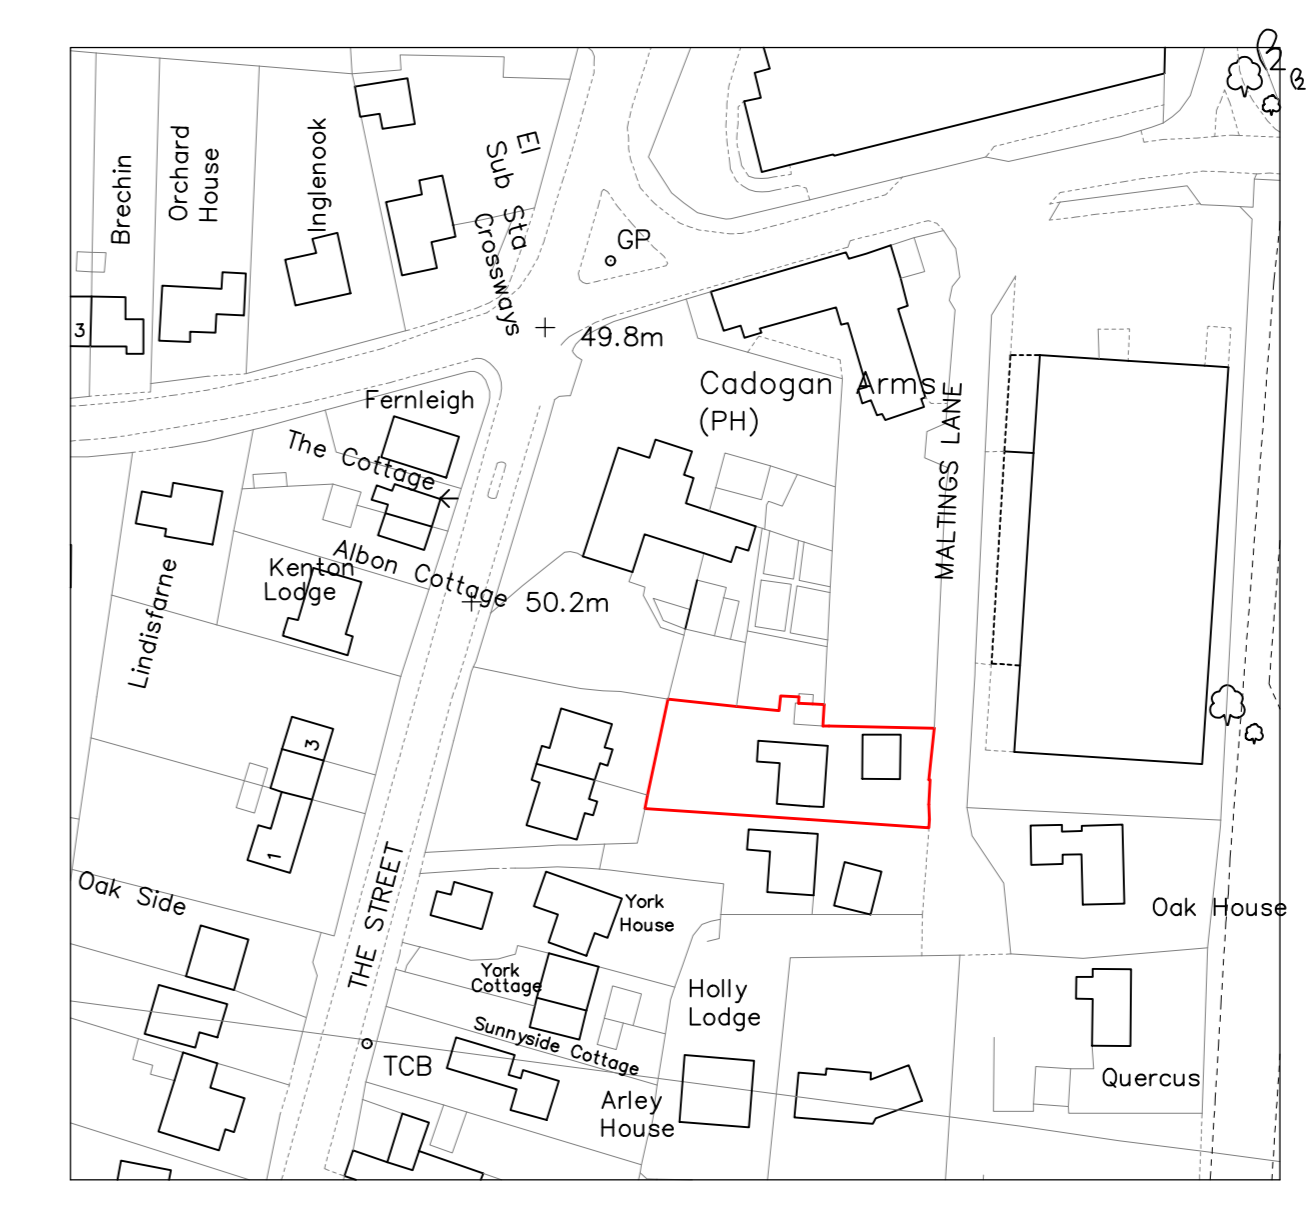 Brechin
Orchard
House
Inglenook
El
Sub Sta
Crossways
GP
3
49.8m
Fernleigh
The Cottage
Cadogan Arms
(PH)
MALTINGS LANE
Albon Cottage
Kenton
Lodge
50.2m
Lindisfarne
3
1
THE STREET
Oak Side
York
House
York
Cottage
Sunnyside Cottage
Holly
Lodge
Oak House
TCB
Arley
House
Quercus